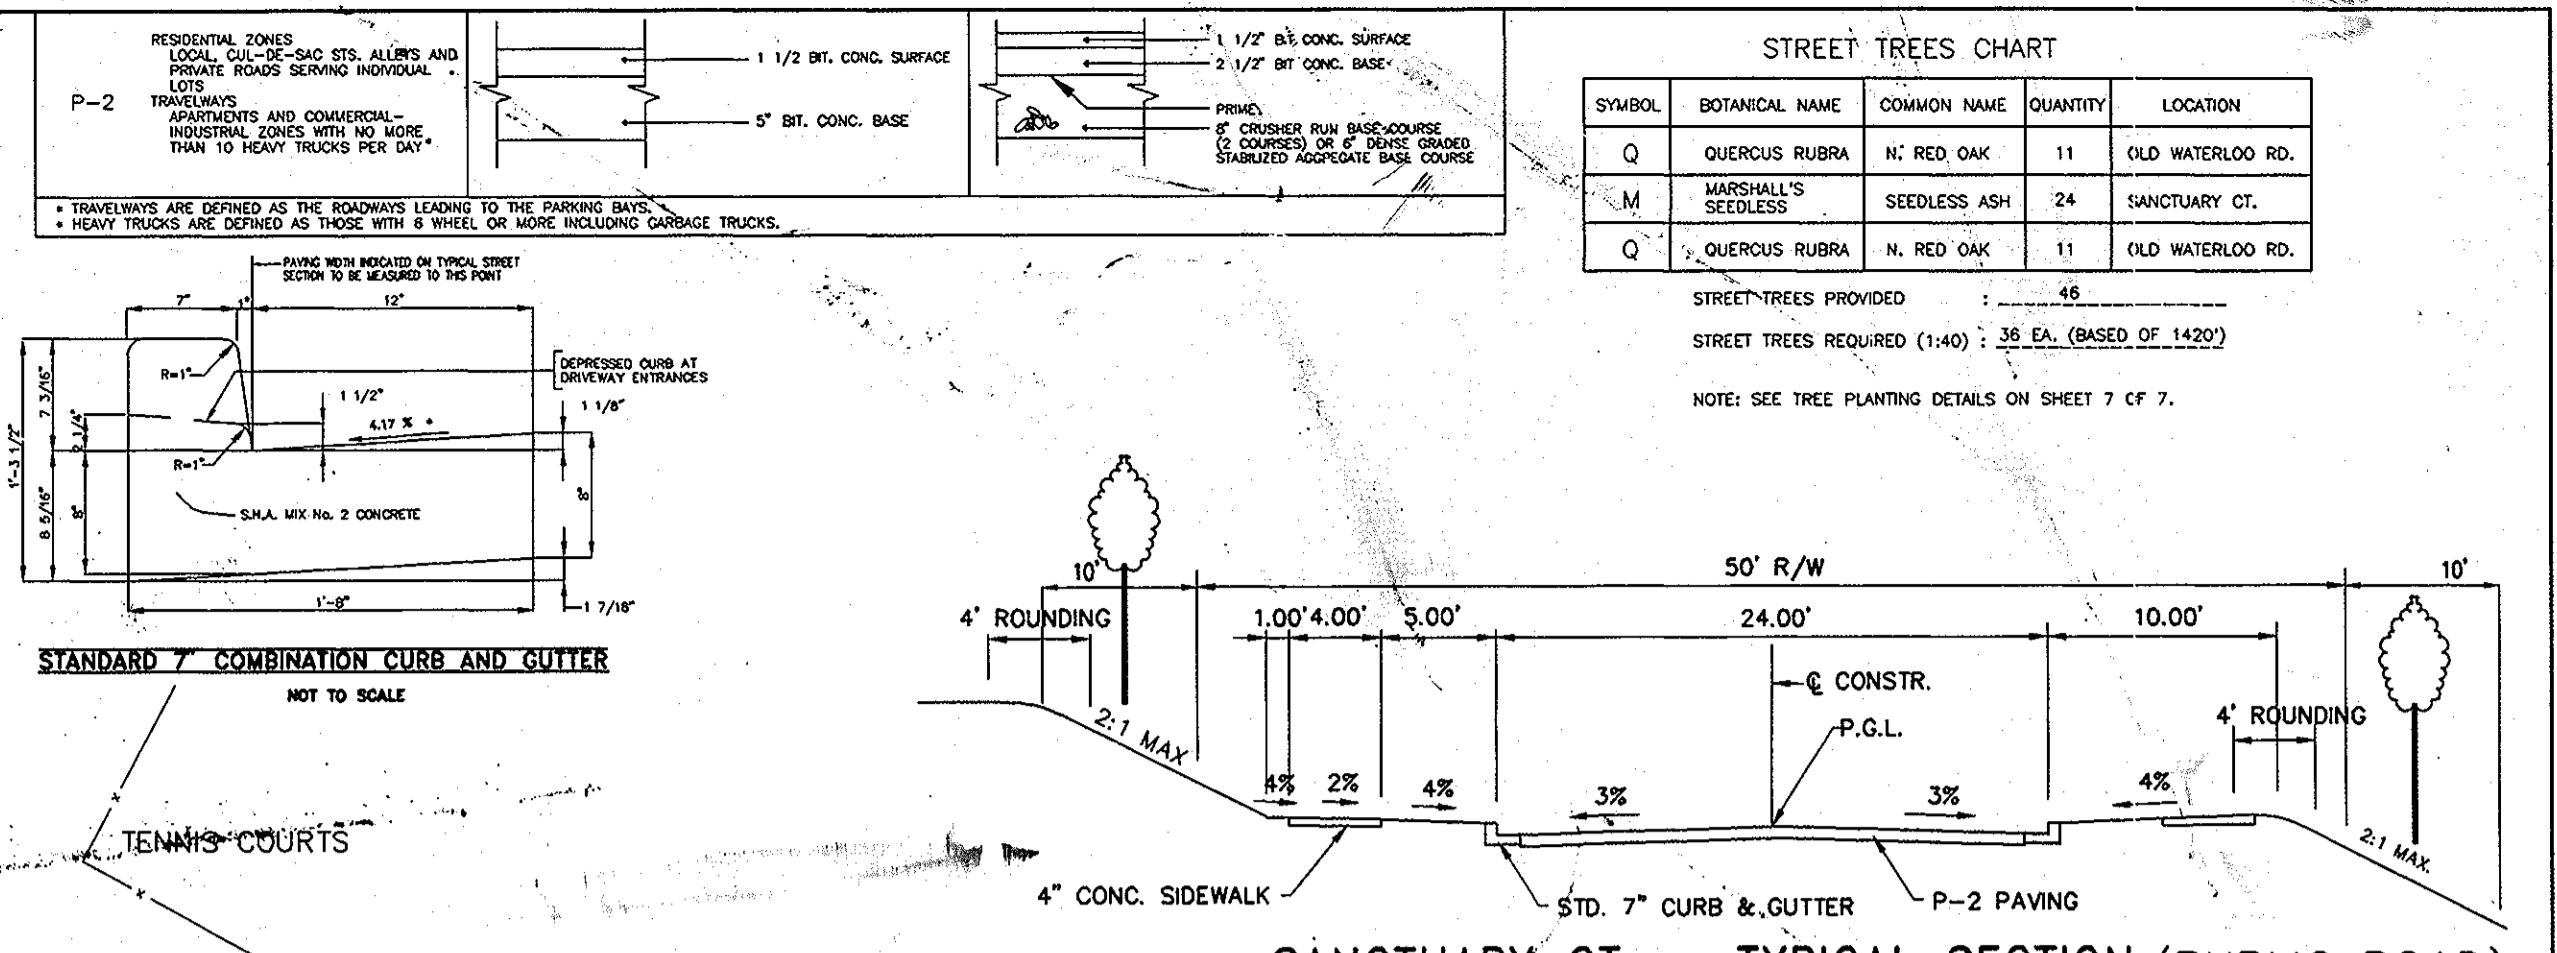 P-2
RESIDENTIAL ZONES
LOCAL, CUL-DE-SAC STS. ALLEYS AND
PRIVATE ROADS SERVING INDIVIDUAL
LOTS
TRAVELWAYS
APARTMENTS AND COMMERCIAL-
INDUSTRIAL ZONES WITH NO MORE
THAN 10 HEAVY TRUCKS PER DAY*
1 1/2 BIT. CONC. SURFACE
5" BIT. CONC. BASE
1 1/2" BIT. CONC. SURFACE
2 1/2" BIT CONC. BASE
PRIME
8" CRUSHER RUN BASE COURSE
(2 COURSES) OR 6" DENSE GRADED
STABILIZED AGGREGATE BASE COURSE
* TRAVELWAYS ARE DEFINED AS THE ROADWAYS LEADING TO THE PARKING BAYS.
* HEAVY TRUCKS ARE DEFINED AS THOSE WITH 6 WHEEL OR MORE INCLUDING GARBAGE TRUCKS.
STREET TREES CHART
SYMBOL BOTANICAL NAME COMMON NAME QUANTITY LOCATION
Q QUERCUS RUBRA N. RED OAK 11 OLD WATERLOO RD.
M MARSHALL'S SEEDLESS SEEDLESS ASH 24 SANCTUARY CT.
Q QUERCUS RUBRA N. RED OAK 11 OLD WATERLOO RD.
STREET TREES PROVIDED : 46
STREET TREES REQUIRED (1:40) : 36 EA. (BASED OF 1420')
NOTE: SEE TREE PLANTING DETAILS ON SHEET 7 OF 7.
PAVING WIDTH INDICATED ON TYPICAL STREET
SECTION TO BE MEASURED TO THIS POINT
7" 1" 12"
R=1"
DEPRESSED CURB AT
DRIVEWAY ENTRANCES
1 1/2"
1 1/8"
4.17 % *
7 3/16"
2 1/4"
1'-3 1/2"
R=1"
8 5/16"
8"
8"
S.H.A. MIX No. 2 CONCRETE
1'-8"
1 7/16"
STANDARD 7" COMBINATION CURB AND GUTTER
NOT TO SCALE
TENNIS COURTS
10' 50' R/W 10'
4' ROUNDING 1.00' 4.00' 5.00' 24.00' 10.00'
℄ CONSTR.
P.G.L.
4' ROUNDING
2:1 MAX
4% 2% 4% 3% 3% 4%
2:1 MAX.
4" CONC. SIDEWALK
STD. 7" CURB & GUTTER
P-2 PAVING
SANCTUARY CT. TYPICAL SECTION (PUBLIC ROAD)